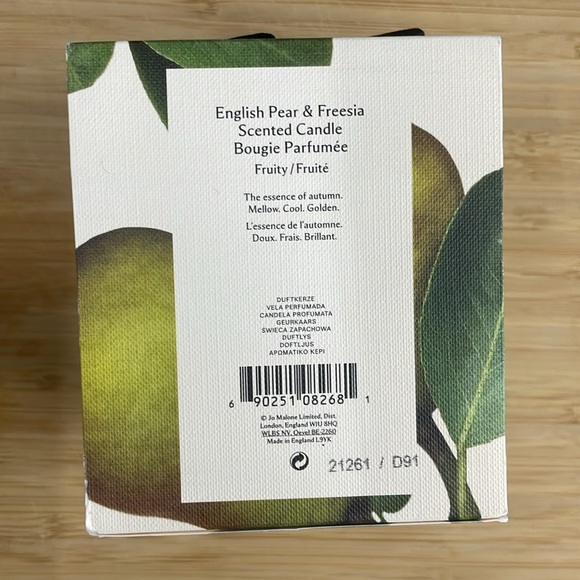 English Pear & Freesia
Scented Candle
Bougie Parfumée
Fruity / Fruité
The essence of autumn.
Mellow. Cool. Golden.
L'essence de l'automne.
Doux. Frais. Brillant.
DUFTKERZE
VELA PERFUMADA
CANDELA PROFUMATA
GEURKAARS
ŚWIECA ZAPACHOWA
DUFTLYS
DOFTLJUS
ΑΡΩΜΑΤΙΚΟ ΚΕΡΙ
6 90251 08268 1
© Jo Malone Limited, Dist.
London, England W1U 8HQ
WLBS NV, Oevel BE-2260
Made in England L9YK
21261 / D91